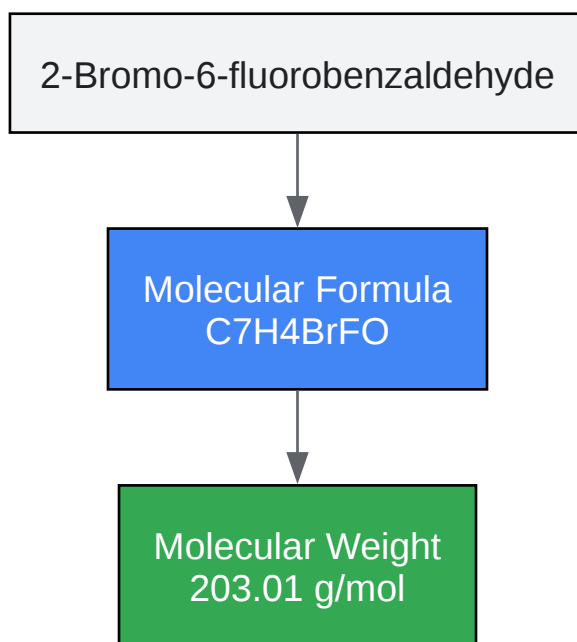 2-Bromo-6-fluorobenzaldehyde
Molecular Formula
C7H4BrFO
Molecular Weight
203.01 g/mol